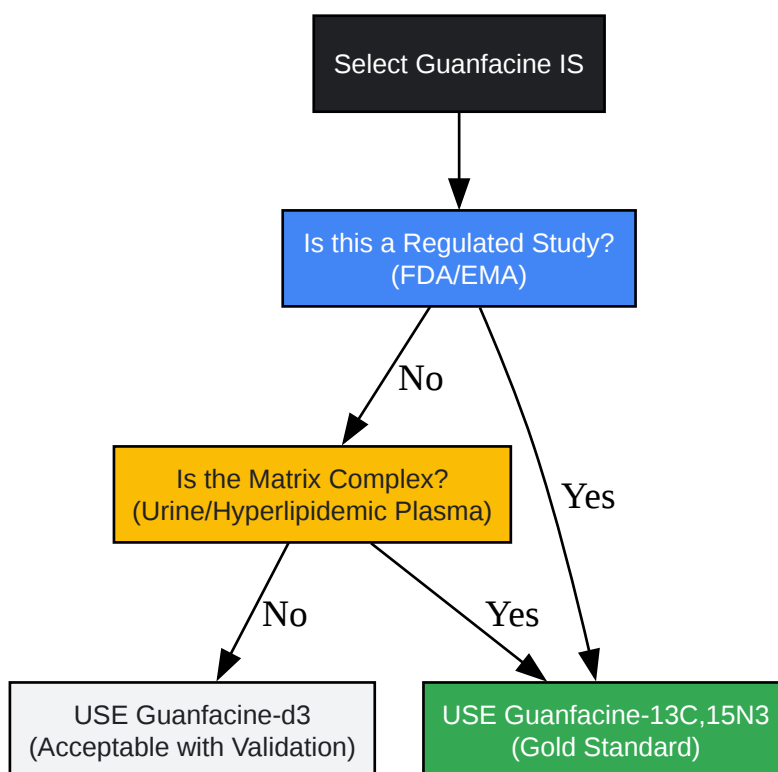 Select Guanfacine IS
Is this a Regulated Study?
(FDA/EMA)
No
Yes
Is the Matrix Complex?
(Urine/Hyperlipidemic Plasma)
No
Yes
USE Guanfacine-d3
(Acceptable with Validation)
USE Guanfacine-13C,15N3
(Gold Standard)